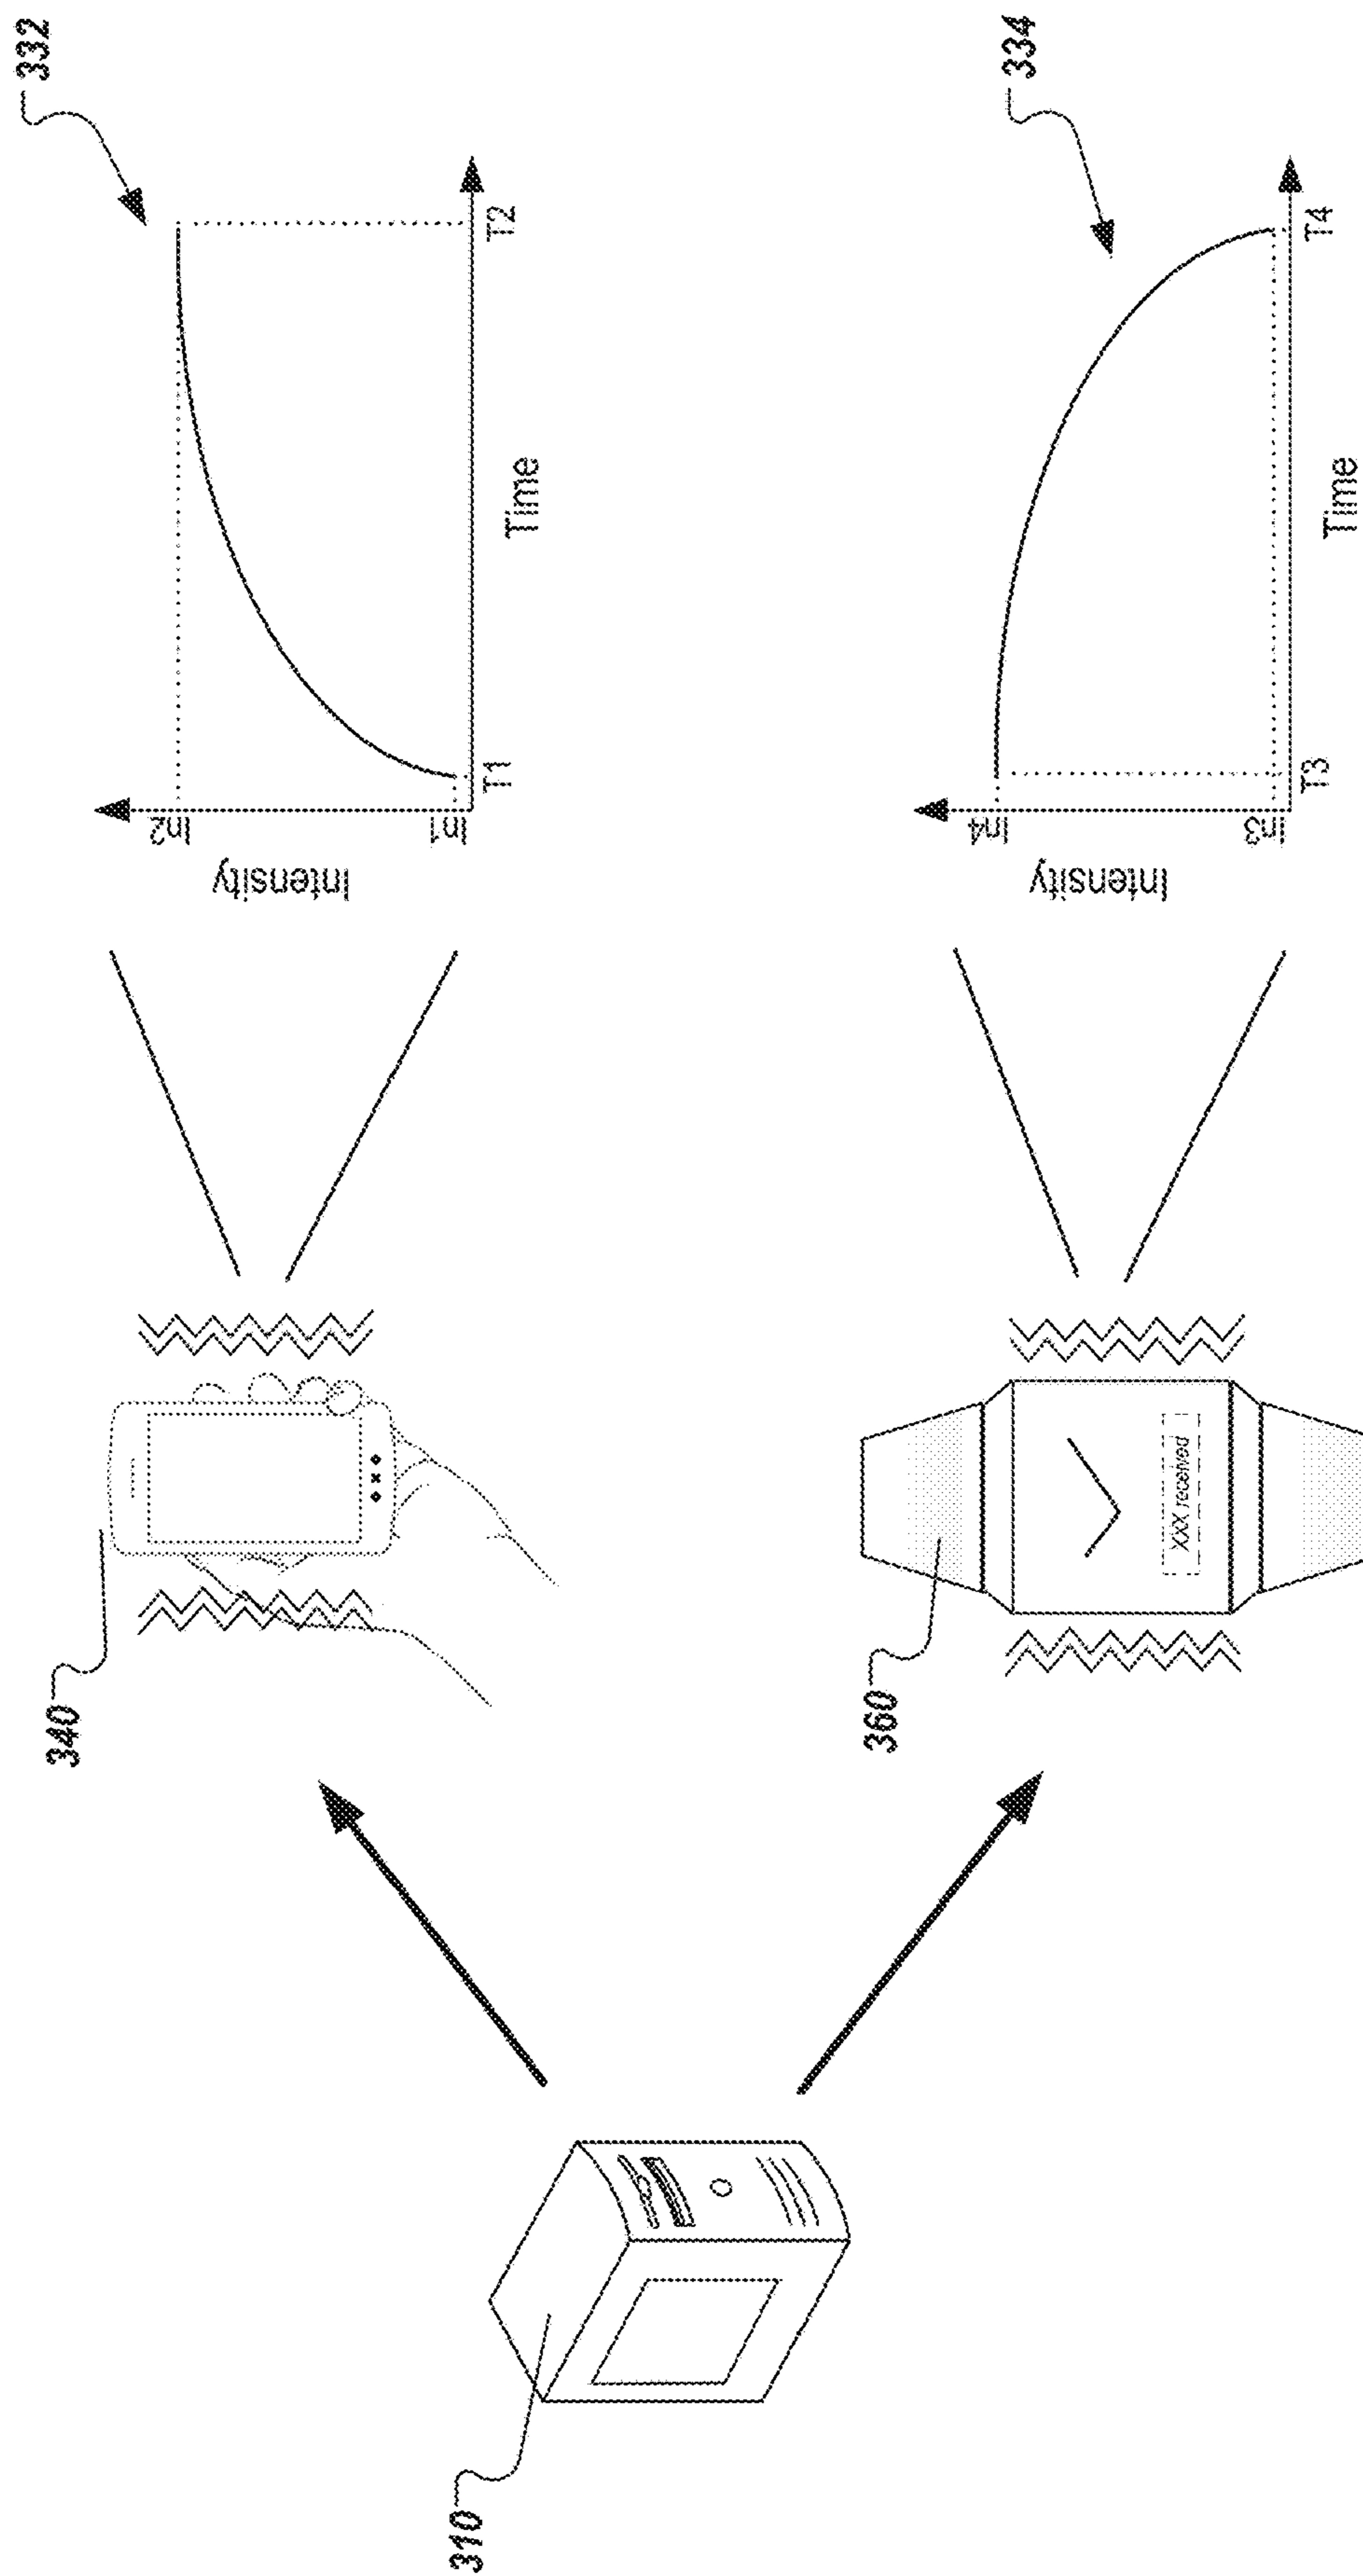 332
Intensity
In2
In1
T1
T2
Time
340
310
334
Intensity
In4
In3
T3
T4
Time
360
XXX received